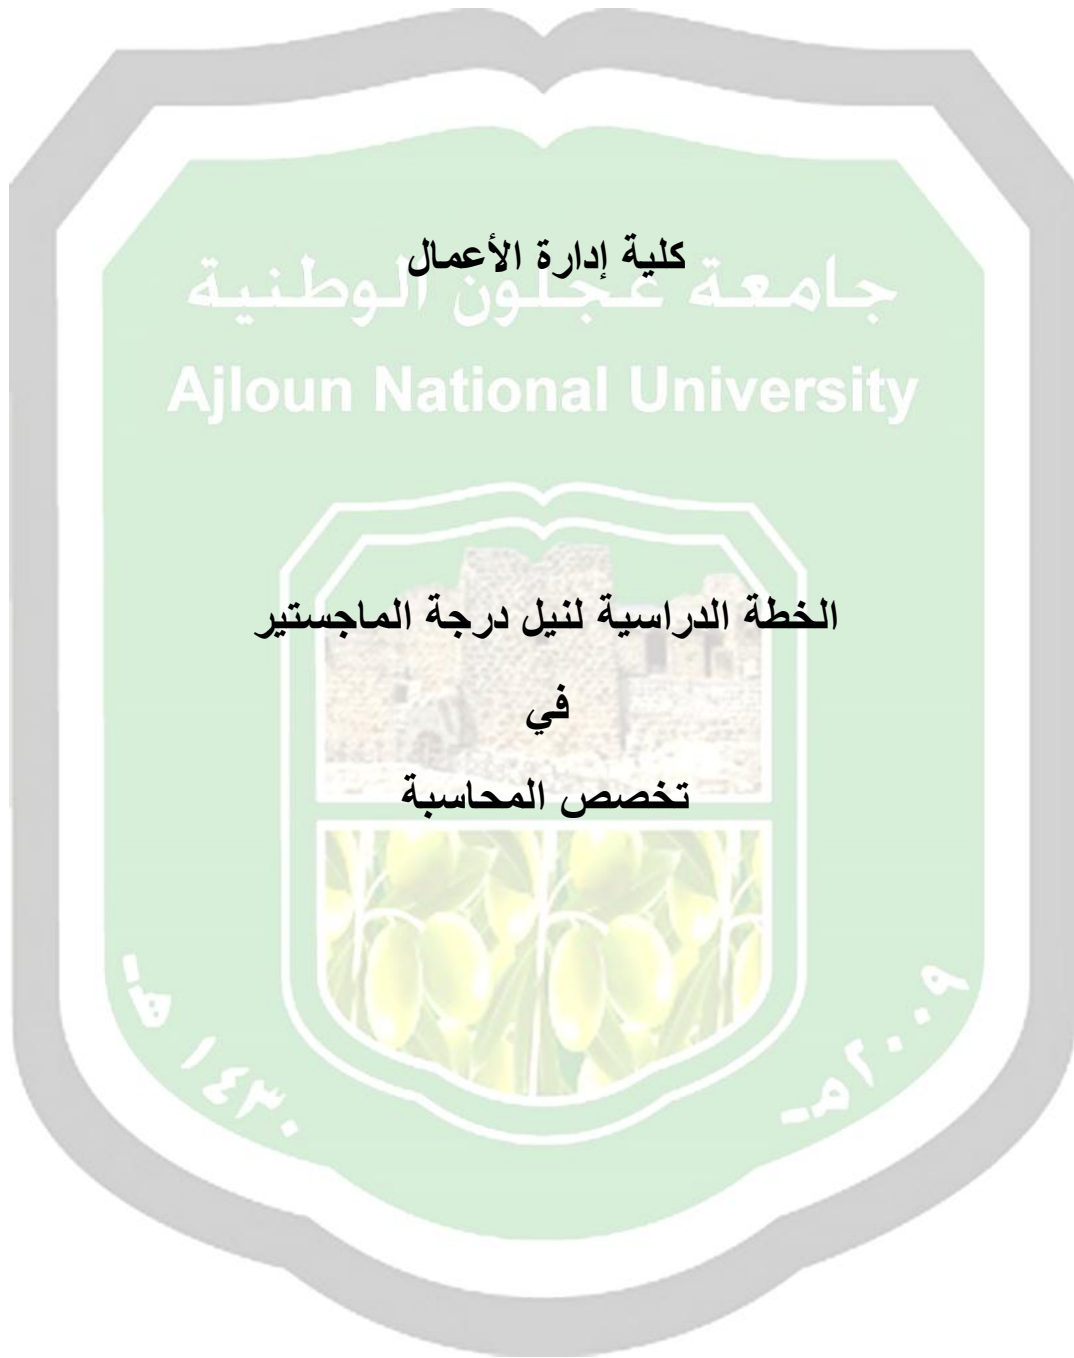 كلية إدارة الأعمال
جامعة عجلون الوطنية
Ajloun National University
الخطة الدراسية لنيل درجة الماجستير
في
تخصص المحاسبة
١٤٣٠ هـ
٢٠٠٩مـ